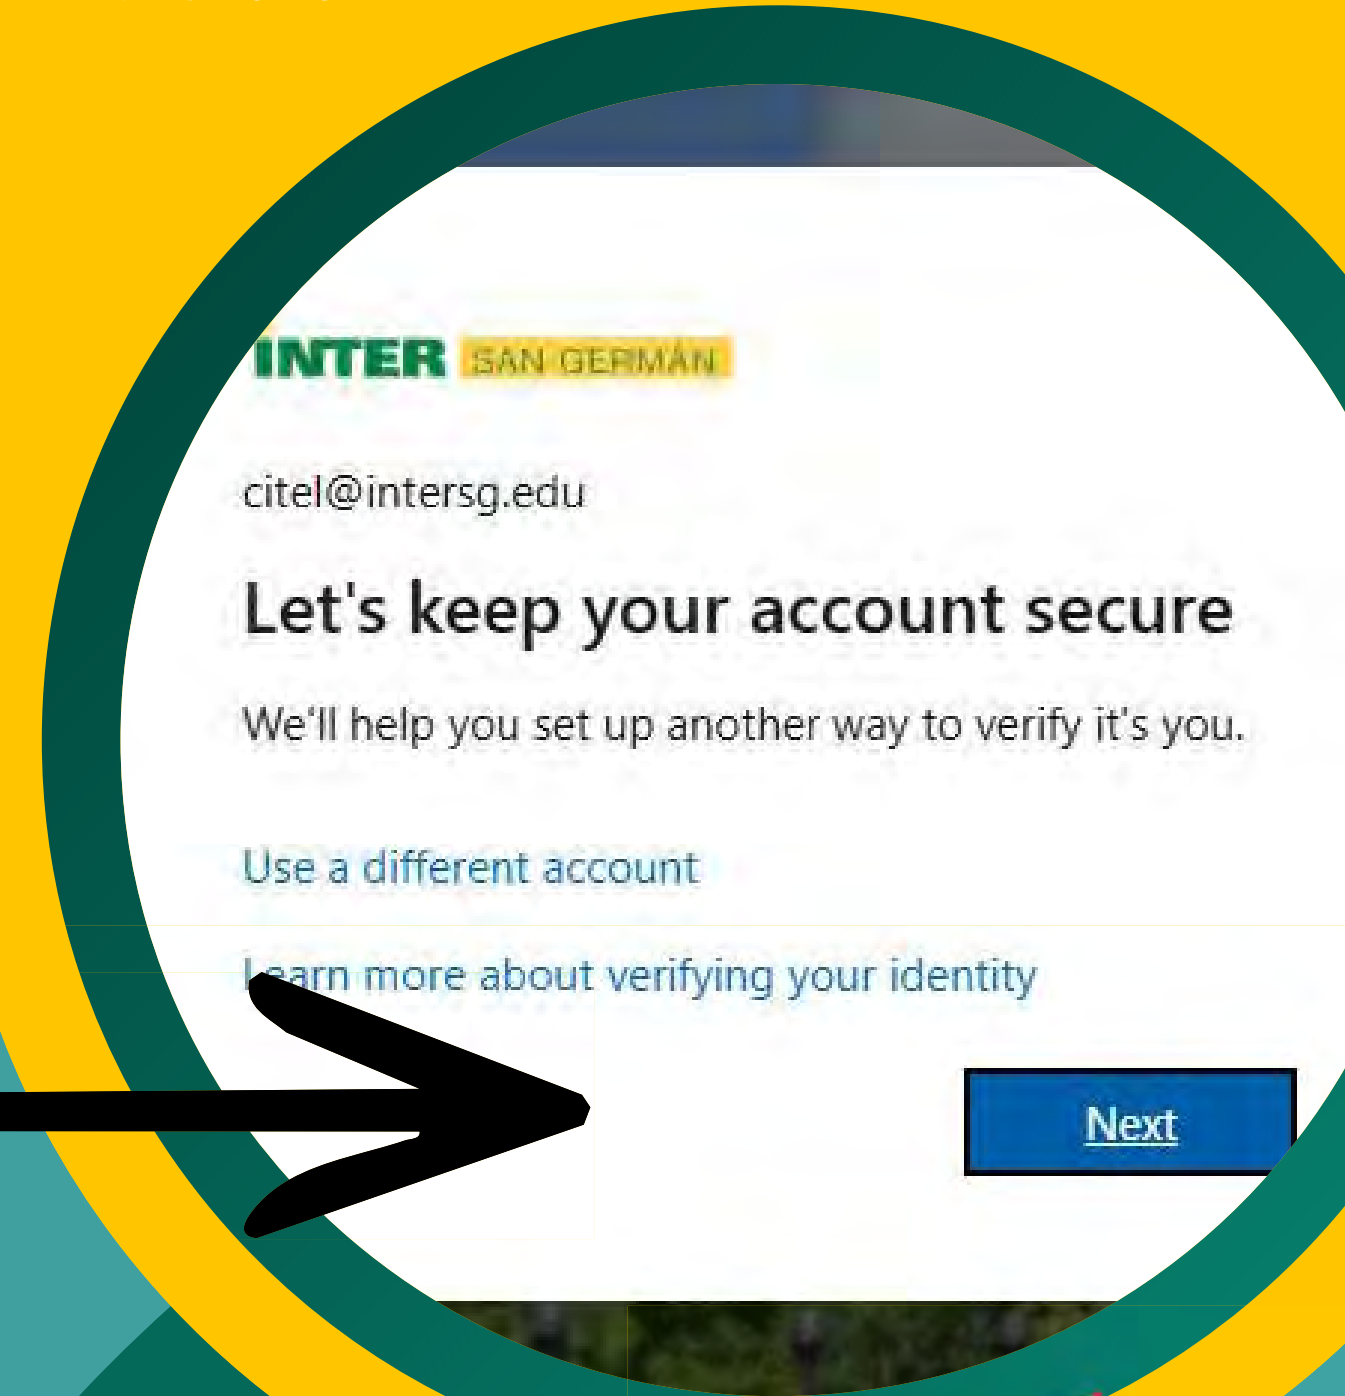 INTER SAN GERMÁN
citel@intersg.edu
Let's keep your account secure
We'll help you set up another way to verify it's you.
Use a different account
Learn more about verifying your identity
Next